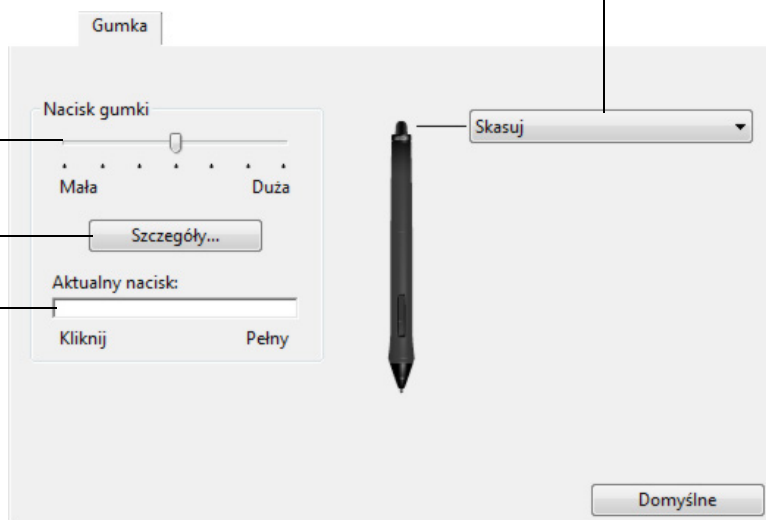 Gumka
Nacisk gumki
Mała Duża
Szczegóły...
Aktualny nacisk:
Kliknij Pełny
Skasuj
Domyślne